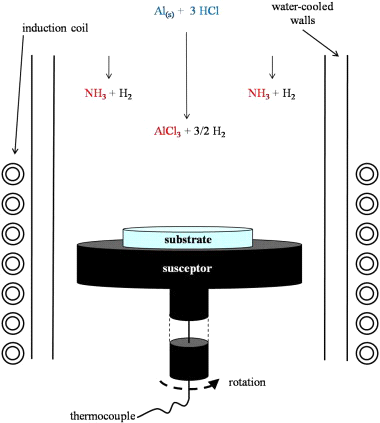 Al(s) + 3 HCl
induction coil
water-cooled
walls
NH3 + H2
NH3 + H2
AlCl3 + 3/2 H2
substrate
susceptor
rotation
thermocouple